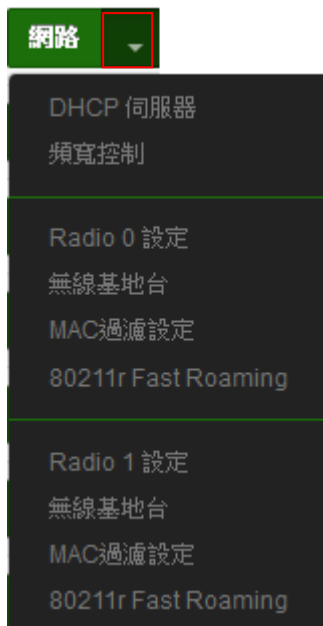 網路
DHCP 伺服器
頻寬控制
Radio 0 設定
無線基地台
MAC過濾設定
80211r Fast Roaming
Radio 1 設定
無線基地台
MAC過濾設定
80211r Fast Roaming